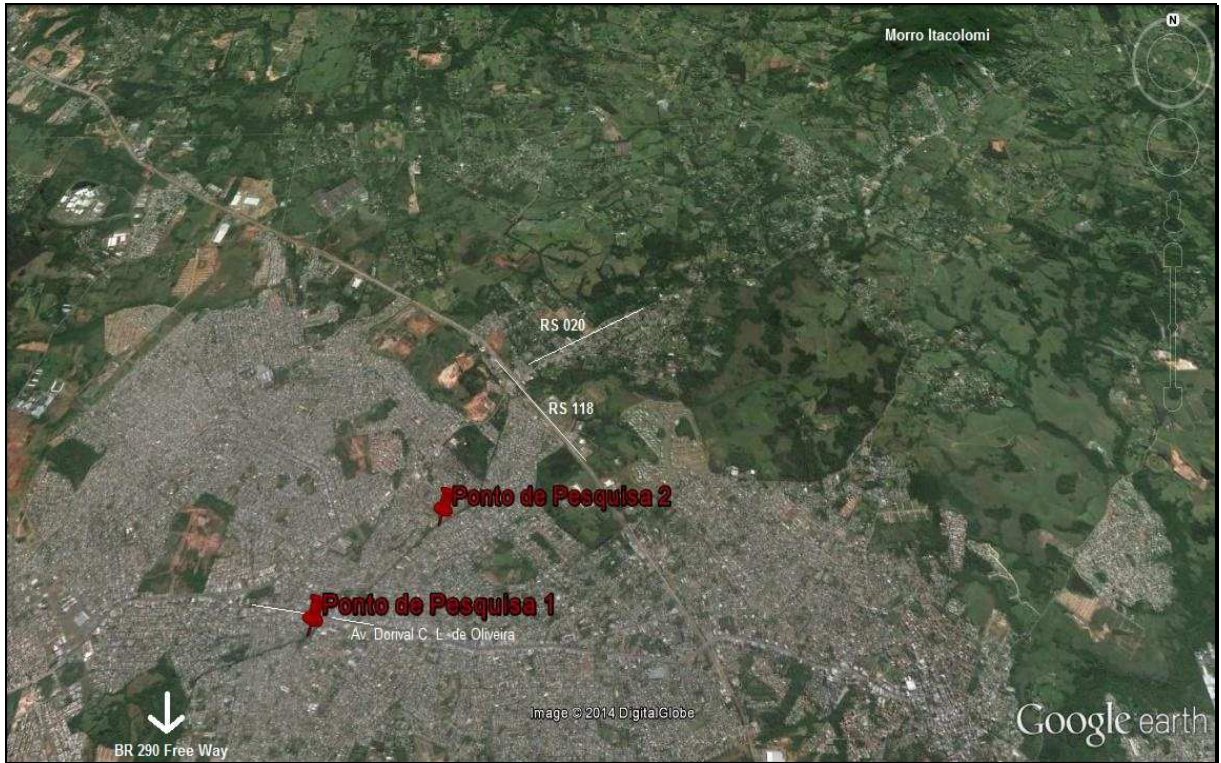 Morro Itacolomi
N
RS 020
RS 118
Ponto de Pesquisa 2
Ponto de Pesquisa 1
Av. Dorival C. L. de Oliveira
Image © 2014 DigitalGlobe
Google earth
BR 290 Free Way